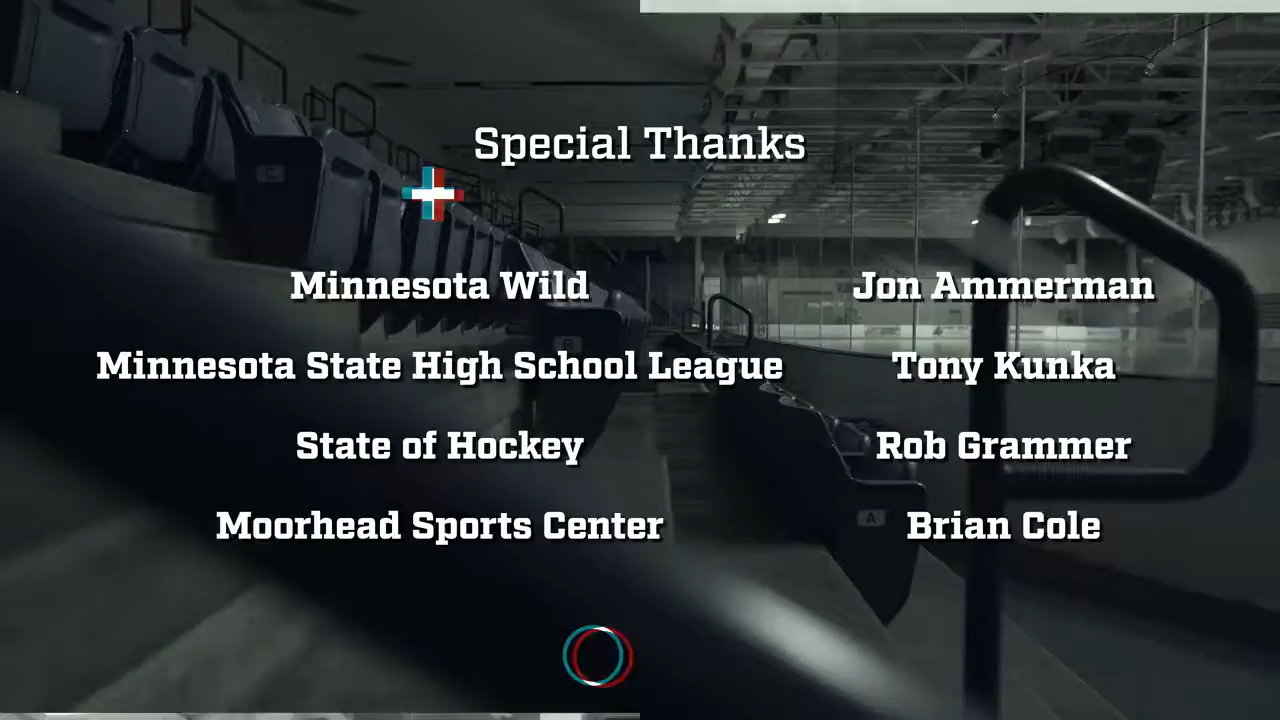 Special Thanks
Minnesota Wild
Minnesota State High School League
State of Hockey
Moorhead Sports Center
Jon Ammerman
Tony Kunka
Rob Grammer
Brian Cole
A